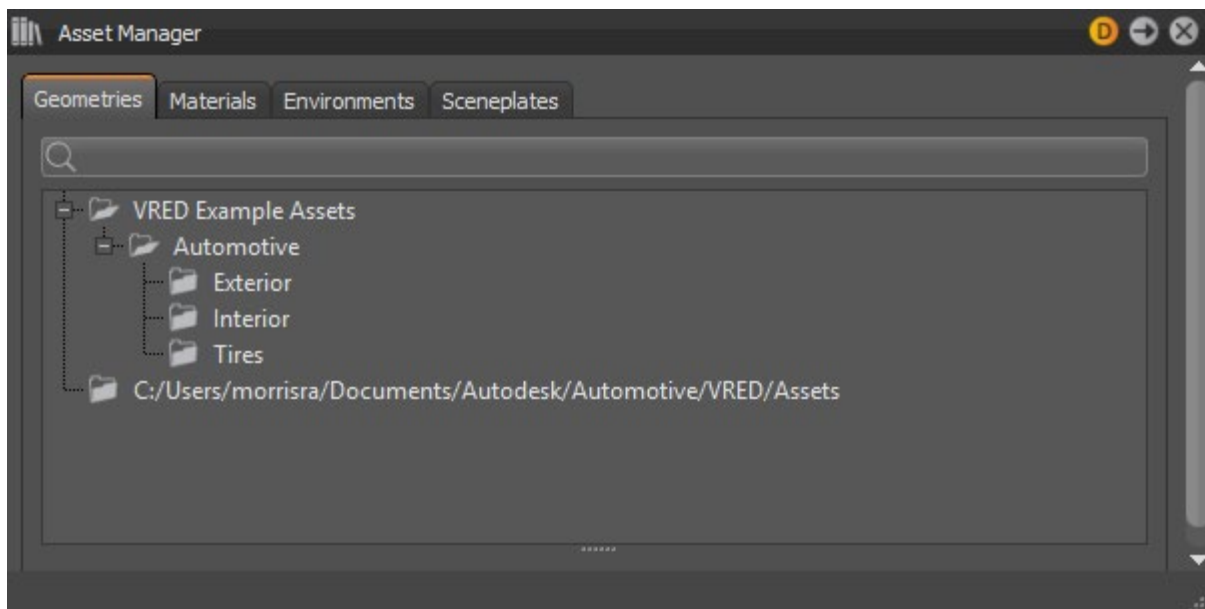 Asset Manager
D
Geometries Materials Environments Sceneplates
VRED Example Assets
Automotive
Exterior
Interior
Tires
C:/Users/morrisra/Documents/Autodesk/Automotive/VRED/Assets